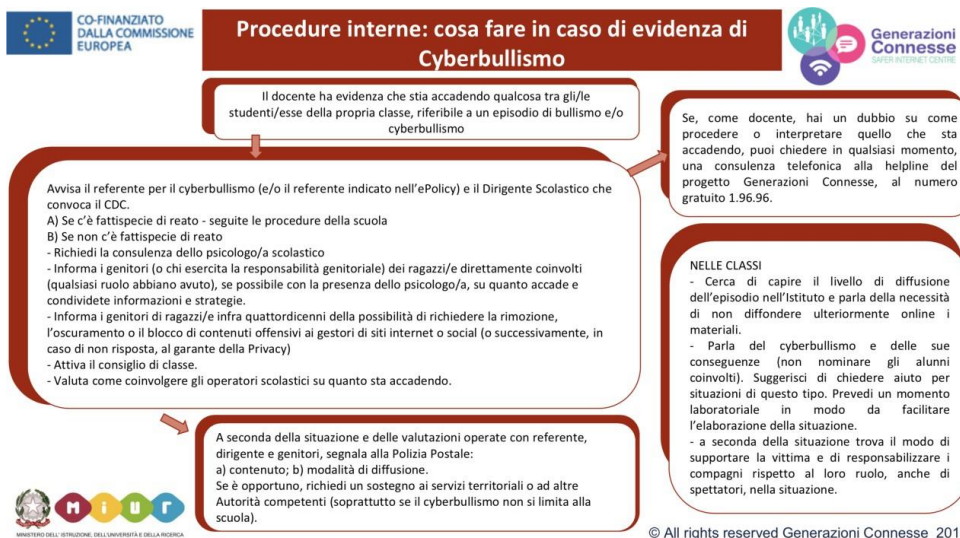 CO-FINANZIATO
DALLA COMMISSIONE
EUROPEA
Procedure interne: cosa fare in caso di evidenza di
Cyberbullismo
Generazioni
Connesse
SAFER INTERNET CENTRE
Il docente ha evidenza che stia accadendo qualcosa tra gli/le
studenti/esse della propria classe, riferibile a un episodio di bullismo e/o
cyberbullismo
Se, come docente, hai un dubbio su come
procedere o interpretare quello che sta
accadendo, puoi chiedere in qualsiasi momento,
una consulenza telefonica alla helpline del
progetto Generazioni Connesse, al numero
gratuito 1.96.96.
Avvisa il referente per il cyberbullismo (e/o il referente indicato nell’ePolicy) e il Dirigente Scolastico che
convoca il CDC.
A) Se c’è fattispecie di reato - seguite le procedure della scuola
B) Se non c’è fattispecie di reato
- Richiedi la consulenza dello psicologo/a scolastico
- Informa i genitori (o chi esercita la responsabilità genitoriale) dei ragazzi/e direttamente coinvolti
(qualsiasi ruolo abbiano avuto), se possibile con la presenza dello psicologo/a, su quanto accade e
condividete informazioni e strategie.
- Informa i genitori di ragazzi/e infra quattordicenni della possibilità di richiedere la rimozione,
l’oscuramento o il blocco di contenuti offensivi ai gestori di siti internet o social (o successivamente, in
caso di non risposta, al garante della Privacy)
- Attiva il consiglio di classe.
- Valuta come coinvolgere gli operatori scolastici su quanto sta accadendo.
NELLE CLASSI
- Cerca di capire il livello di diffusione
dell’episodio nell’Istituto e parla della necessità
di non diffondere ulteriormente online i
materiali.
- Parla del cyberbullismo e delle sue
conseguenze (non nominare gli alunni
coinvolti). Suggerisci di chiedere aiuto per
situazioni di questo tipo. Prevedi un momento
laboratoriale in modo da facilitare
l’elaborazione della situazione.
- a seconda della situazione trova il modo di
supportare la vittima e di responsabilizzare i
compagni rispetto al loro ruolo, anche di
spettatori, nella situazione.
A seconda della situazione e delle valutazioni operate con referente,
dirigente e genitori, segnala alla Polizia Postale:
a) contenuto; b) modalità di diffusione.
Se è opportuno, richiedi un sostegno ai servizi territoriali o ad altre
Autorità competenti (soprattutto se il cyberbullismo non si limita alla
scuola).
miur
MINISTERO DELL' ISTRUZIONE, DELL'UNIVERSITÀ E DELLA RICERCA
© All rights reserved Generazioni Connesse 201